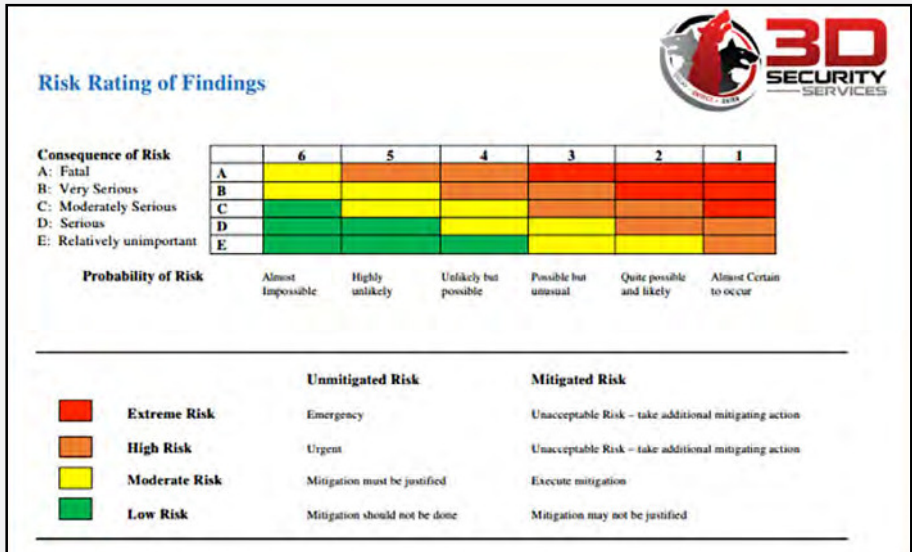 3D
SECURITY
SERVICES
Risk Rating of Findings
Consequence of Risk
A: Fatal
B: Very Serious
C: Moderately Serious
D: Serious
E: Relatively unimportant
6 5 4 3 2 1
A
B
C
D
E
Probability of Risk
Almost Impossible
Highly unlikely
Unlikely but possible
Possible but unusual
Quite possible and likely
Almost Certain to occur
Unmitigated Risk Mitigated Risk
Extreme Risk Emergency Unacceptable Risk – take additional mitigating action
High Risk Urgent Unacceptable Risk – take additional mitigating action
Moderate Risk Mitigation must be justified Execute mitigation
Low Risk Mitigation should not be done Mitigation may not be justified